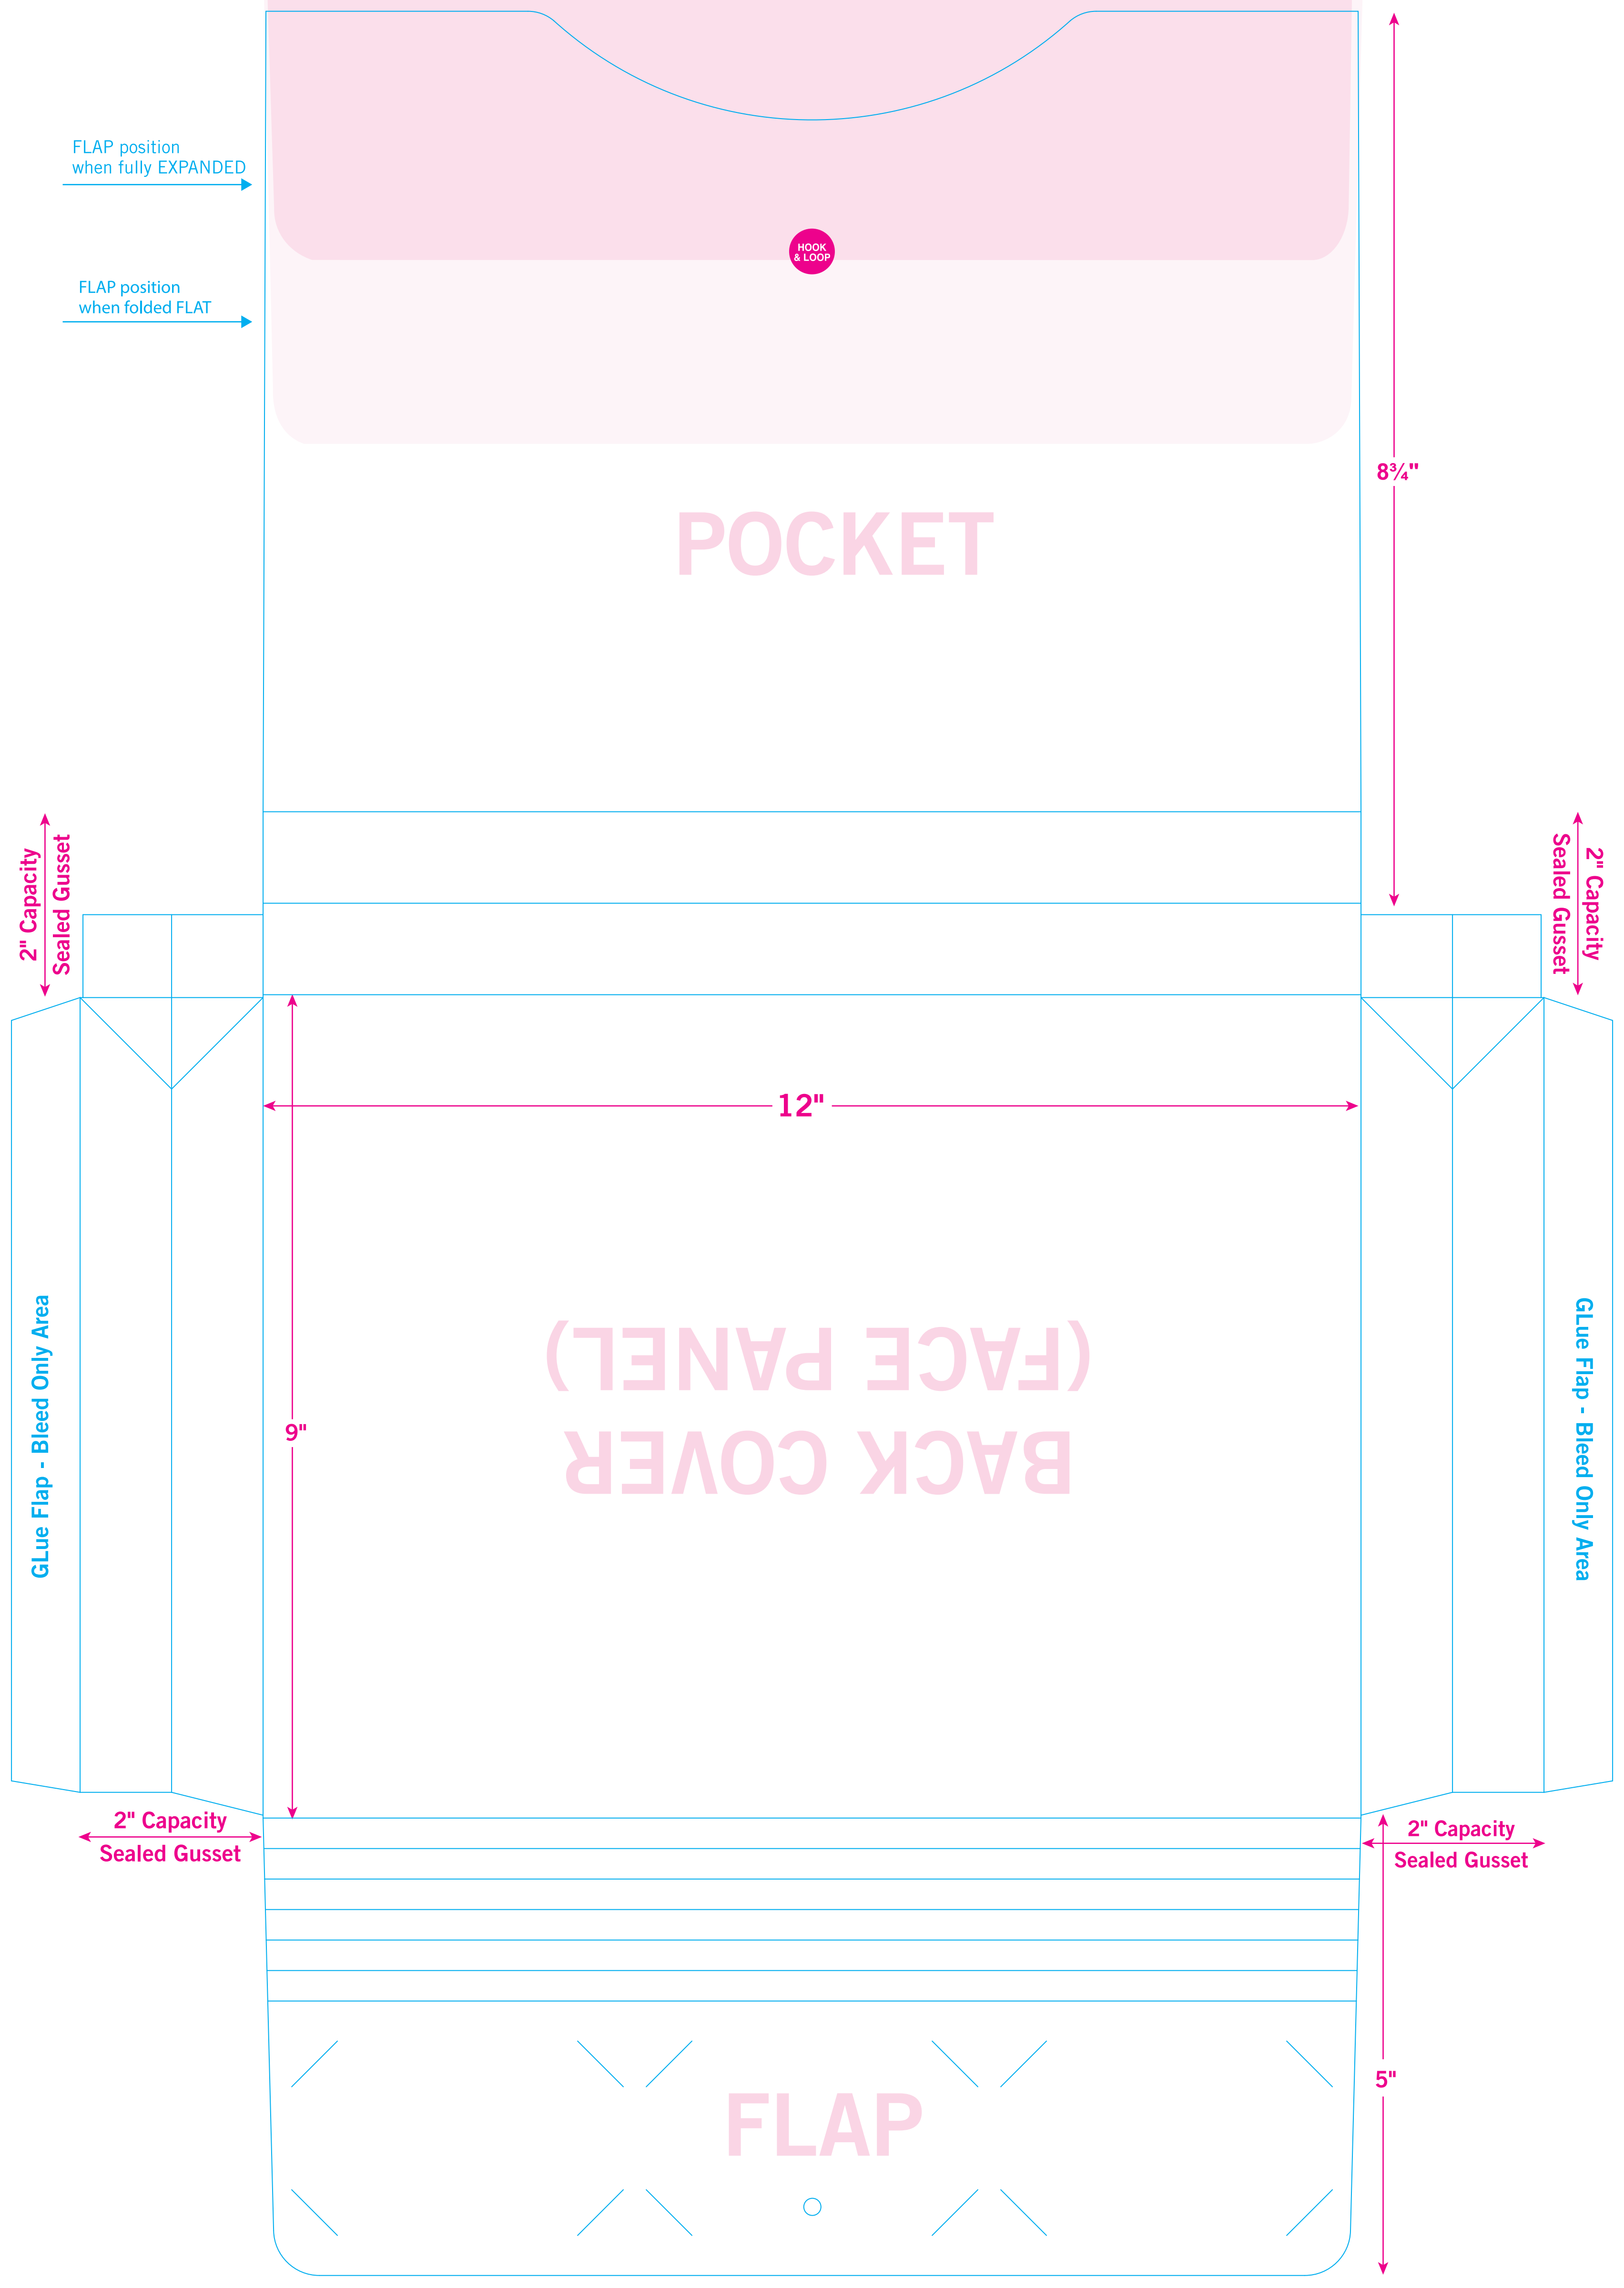 FLAP position
when fully EXPANDED
HOOK
& LOOP
FLAP position
when folded FLAT
8¾"
POCKET
2" Capacity
Sealed Gusset
2" Capacity
Sealed Gusset
12"
GLue Flap - Bleed Only Area
9"
BACK COVER
(FACE PANEL)
GLue Flap - Bleed Only Area
2" Capacity
Sealed Gusset
2" Capacity
Sealed Gusset
5"
FLAP